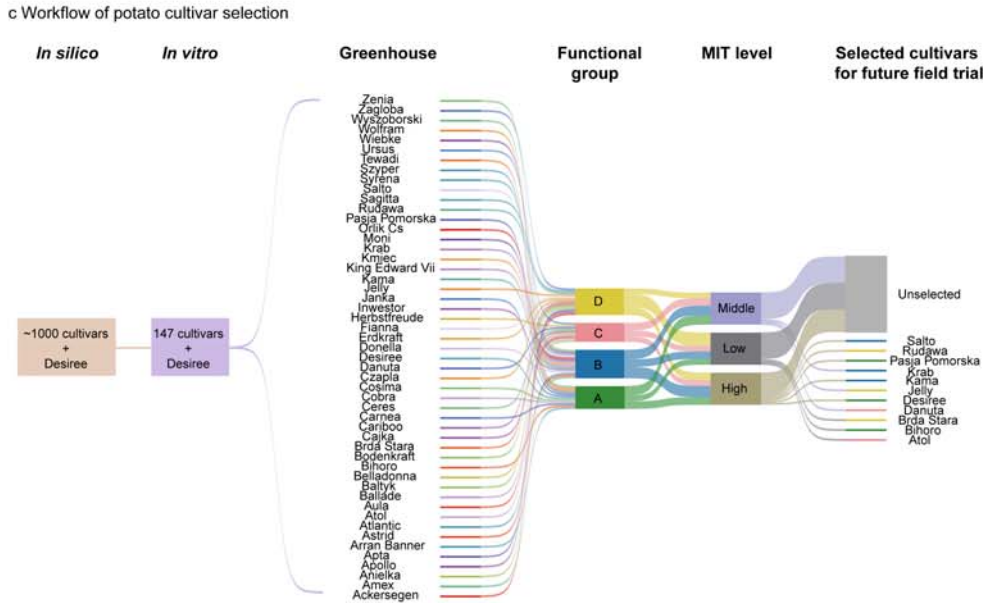 c Workflow of potato cultivar selection
In silico
In vitro
Greenhouse
Functional
group
MIT level
Selected cultivars
for future field trial
~1000 cultivars
+
Desiree
147 cultivars
+
Desiree
Zenia
Zagloba
Wyszoborski
Wolfram
Wiebke
Ursus
Tewadi
Szyper
Syrena
Salto
Sagitta
Rudawa
Pasja Pomorska
Orlik Cs
Moni
Krab
Kmiec
King Edward Vii
Kama
Jelly
Janka
Inwestor
Herbstfreude
Fianna
Erdkraft
Donella
Desiree
Danuta
Czapla
Cosima
Cobra
Ceres
Carnea
Cariboo
Cajka
Brda Stara
Bodenkraft
Bihoro
Belladonna
Baltyk
Ballade
Aula
Atol
Atlantic
Astrid
Arran Banner
Apta
Apollo
Anielka
Amex
Ackersegen
D
C
B
A
Middle
Low
High
Unselected
Salto
Rudawa
Pasja Pomorska
Krab
Kama
Jelly
Desiree
Danuta
Brda Stara
Bihoro
Atol